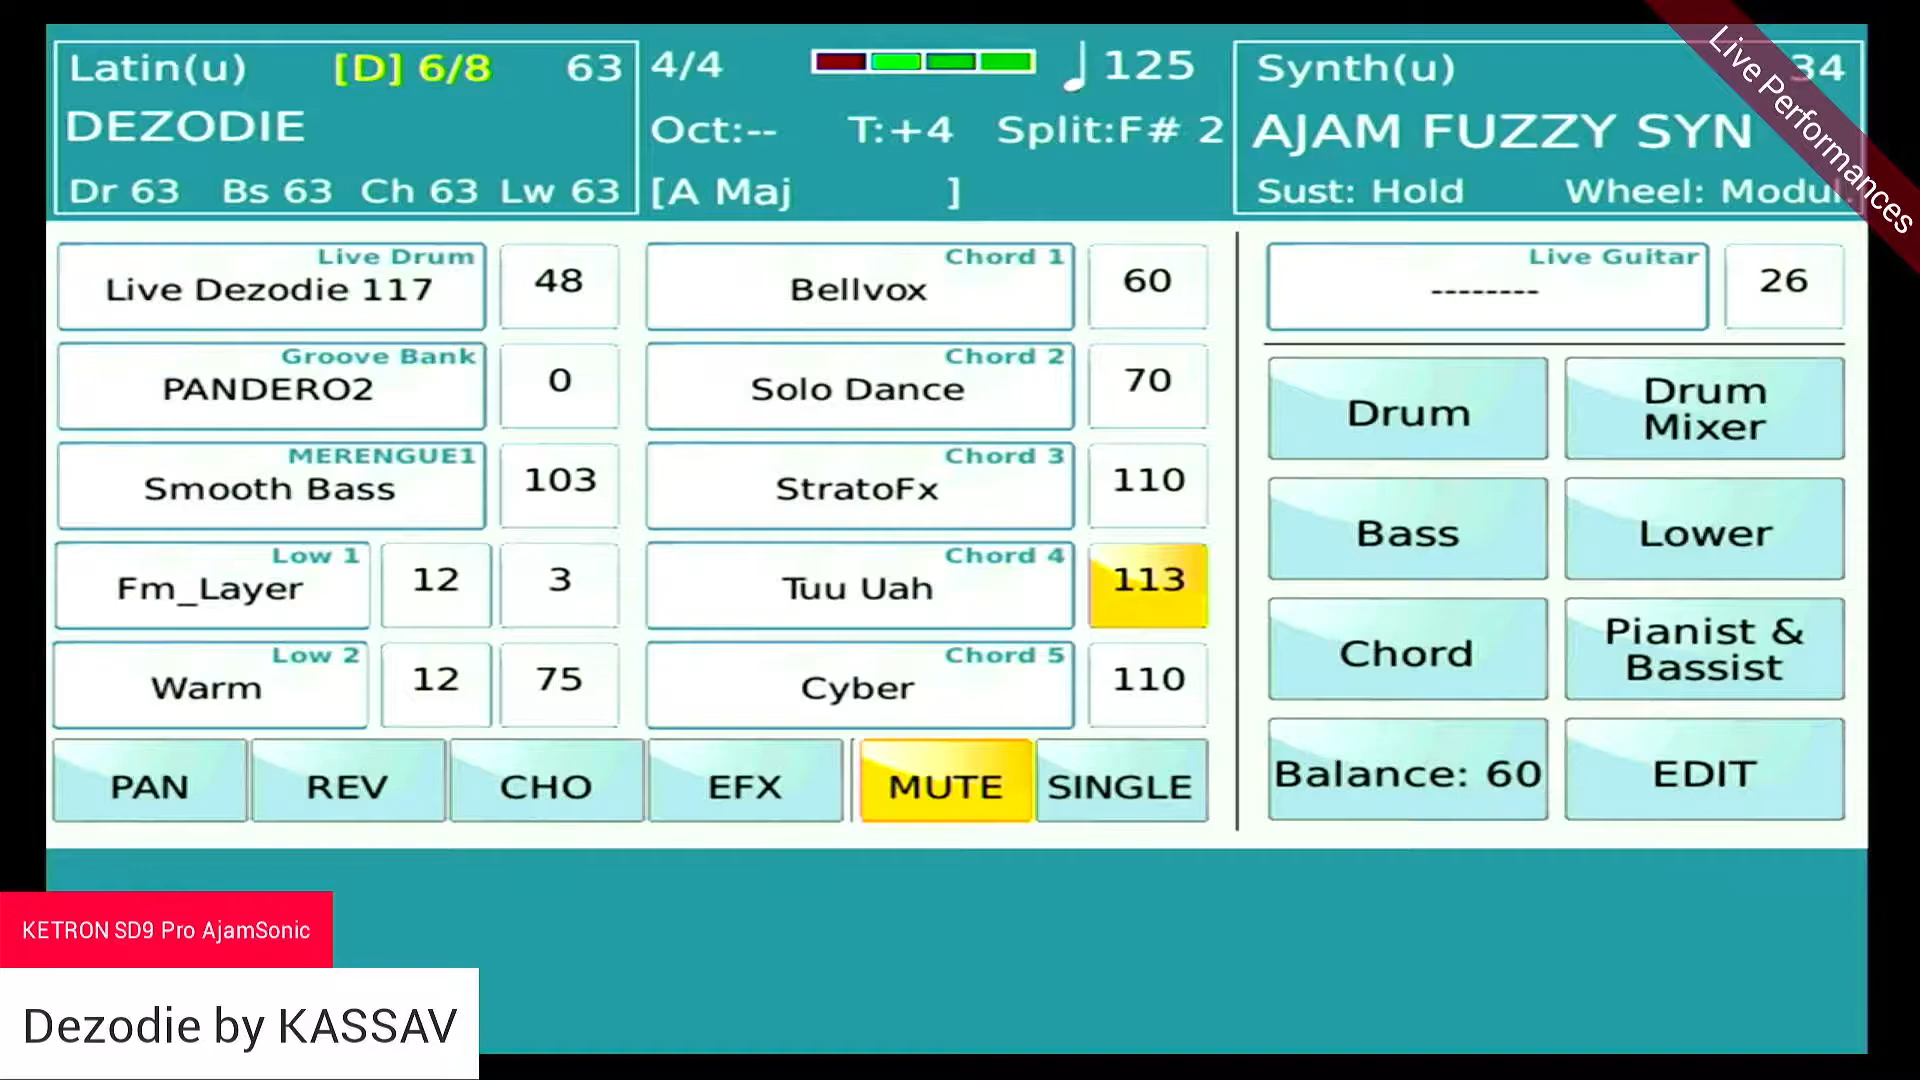 Latin(u) [D] 6/8 63
DEZODIE
Dr 63 Bs 63 Ch 63 Lw 63
4/4 125
Oct:-- T:+4 Split:F# 2
[A Maj ]
Synth(u) 34
AJAM FUZZY SYN
Sust: Hold Wheel: Modul.
Live Performances
Live Drum
Live Dezodie 117 48
Groove Bank
PANDERO2 0
MERENGUE1
Smooth Bass 103
Low 1
Fm_Layer 12 3
Low 2
Warm 12 75
Chord 1
Bellvox 60
Chord 2
Solo Dance 70
Chord 3
StratoFx 110
Chord 4
Tuu Uah 113
Chord 5
Cyber 110
PAN REV CHO EFX MUTE SINGLE
Live Guitar
-------- 26
Drum
Drum
Mixer
Bass
Lower
Chord
Pianist &
Bassist
Balance: 60
EDIT
KETRON SD9 Pro AjamSonic
Dezodie by KASSAV